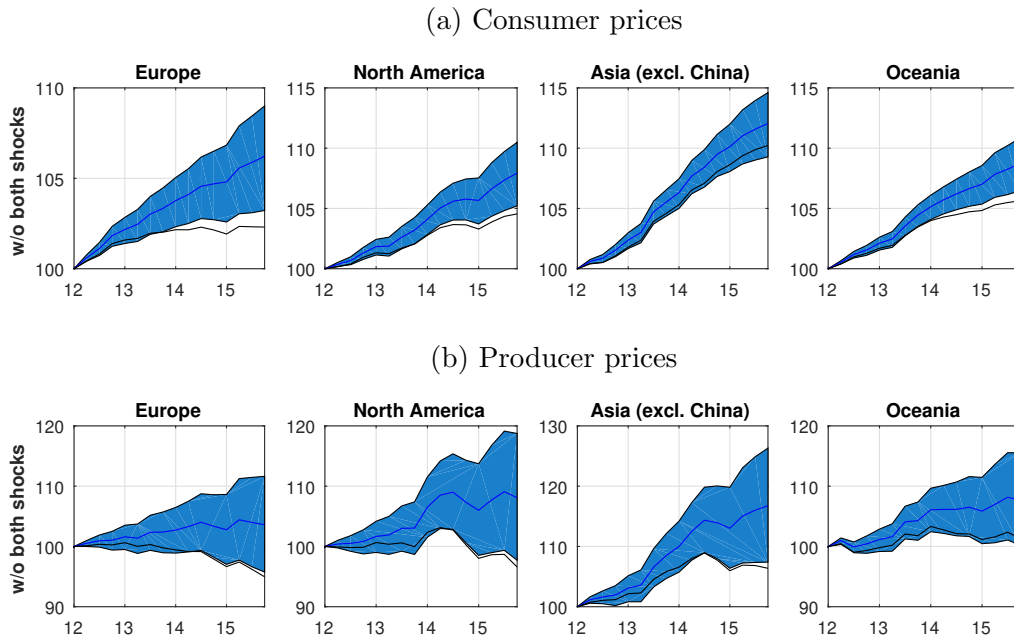 (a) Consumer prices
Europe
North America
Asia (excl. China)
Oceania
w/o both shocks
110
105
100
12 13 14 15
115
110
105
100
12 13 14 15
115
110
105
100
12 13 14 15
115
110
105
100
12 13 14 15
(b) Producer prices
Europe
North America
Asia (excl. China)
Oceania
w/o both shocks
120
110
100
90
12 13 14 15
120
110
100
90
12 13 14 15
130
120
110
100
12 13 14 15
120
110
100
90
12 13 14 15